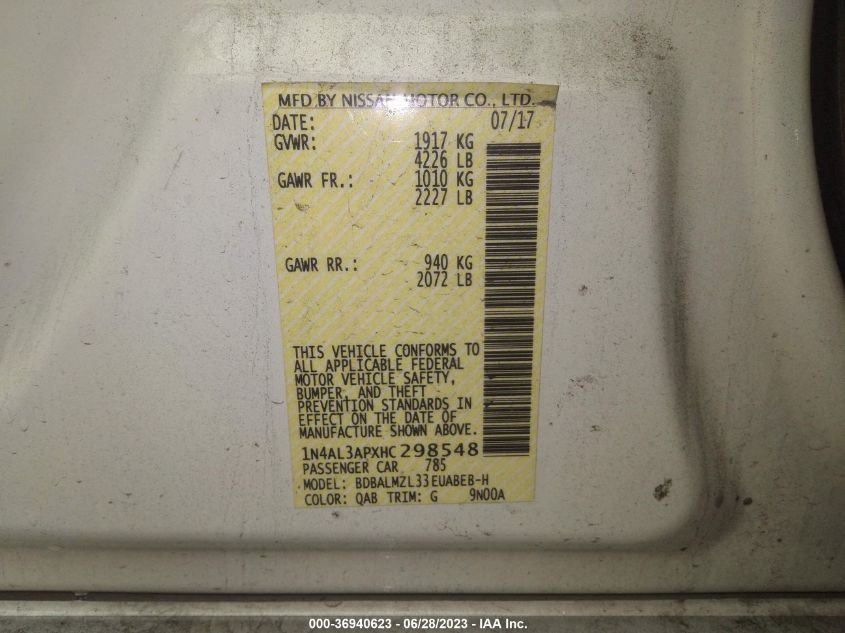 MFD BY NISSAN MOTOR CO., LTD.
DATE: 07/17
GVWR: 1917 KG
4226 LB
GAWR FR.: 1010 KG
2227 LB
GAWR RR.: 940 KG
2072 LB
THIS VEHICLE CONFORMS TO
ALL APPLICABLE FEDERAL
MOTOR VEHICLE SAFETY,
BUMPER, AND THEFT
PREVENTION STANDARDS IN
EFFECT ON THE DATE OF
MANUFACTURE SHOWN ABOVE.
1N4AL3APXHC298548
PASSENGER CAR 785
MODEL: BDBALMZL33EUABEB-H
COLOR: QAB TRIM: G 9N00A
000-36940623 - 06/28/2023 - IAA Inc.